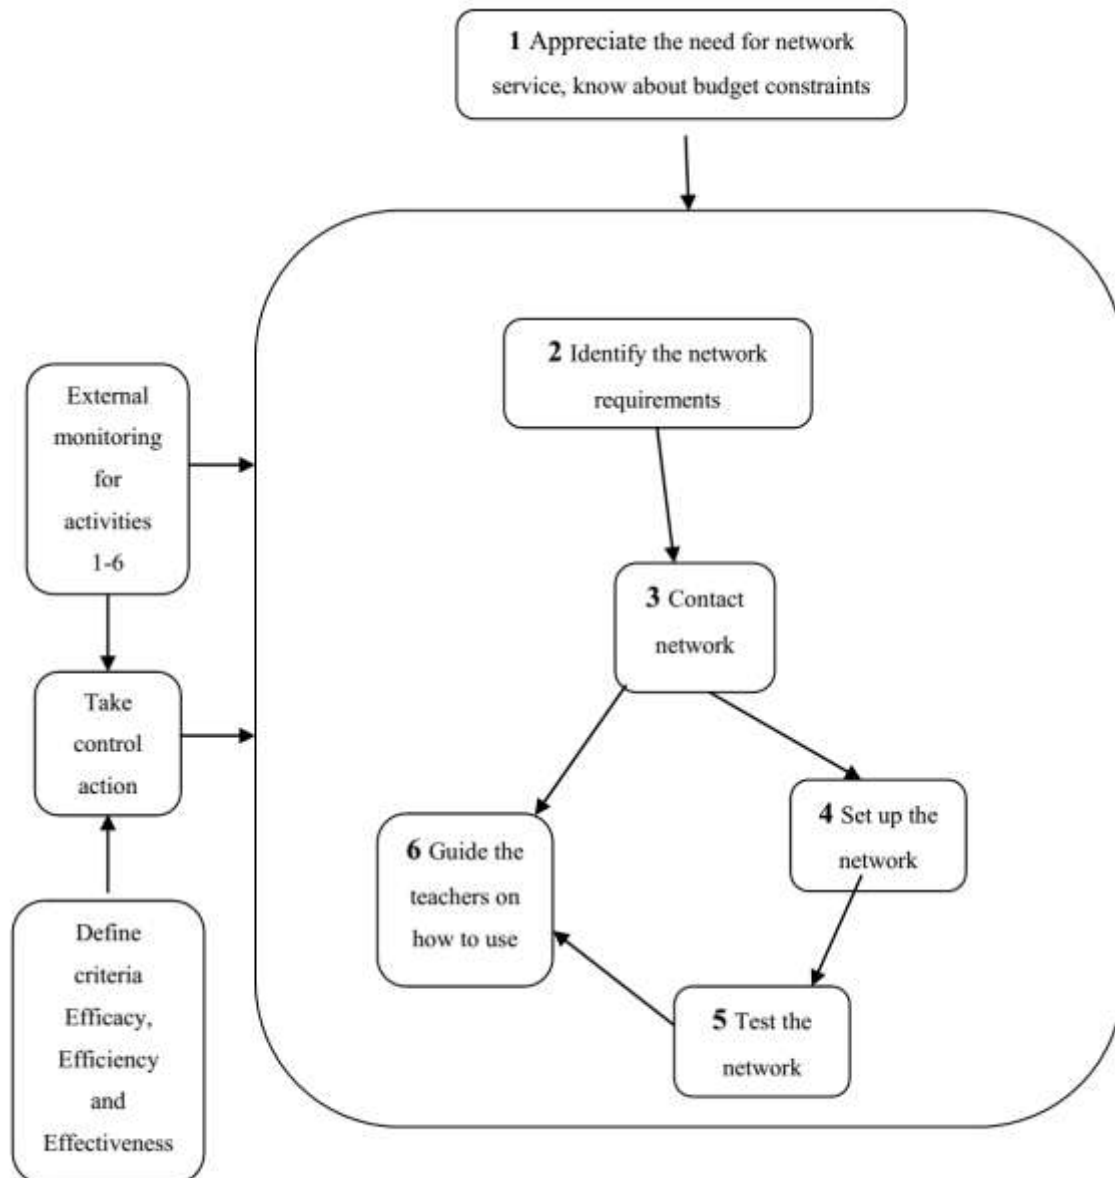 1 Appreciate the need for network
service, know about budget constraints
2 Identify the network
requirements
External
monitoring
for
activities
1-6
3 Contact
network
Take
control
action
4 Set up the
network
6 Guide the
teachers on
how to use
Define
criteria
Efficacy,
Efficiency
and
Effectiveness
5 Test the
network